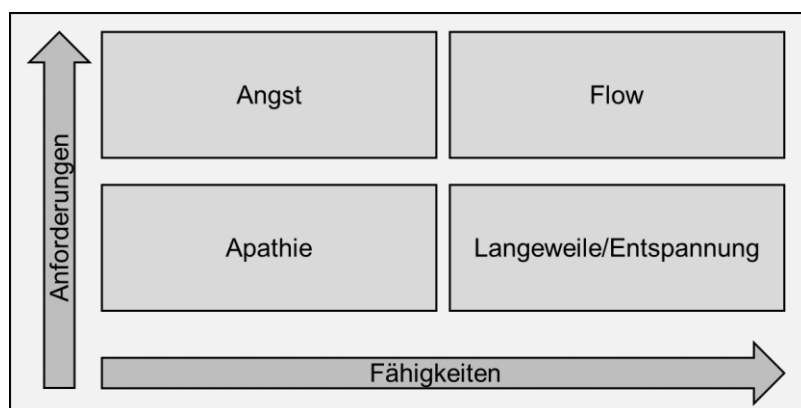 Anforderungen
Angst
Flow
Apathie
Langeweile/Entspannung
Fähigkeiten